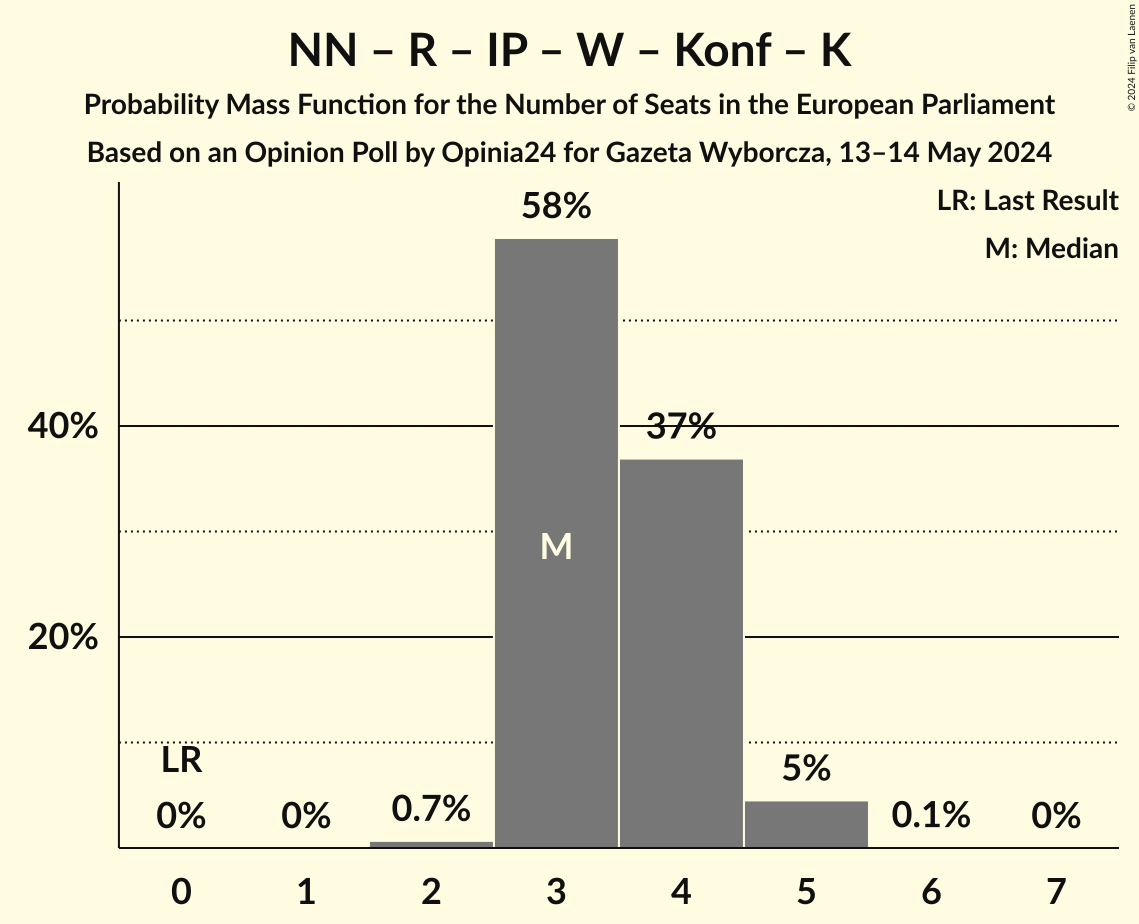 NN – R – IP – W – Konf – K
Probability Mass Function for the Number of Seats in the European Parliament
Based on an Opinion Poll by Opinia24 for Gazeta Wyborcza, 13–14 May 2024
© 2024 Filip van Laenen
LR: Last Result
M: Median
58%
40%
37%
M
20%
LR
0%
0%
0.7%
5%
0.1%
0%
0 1 2 3 4 5 6 7